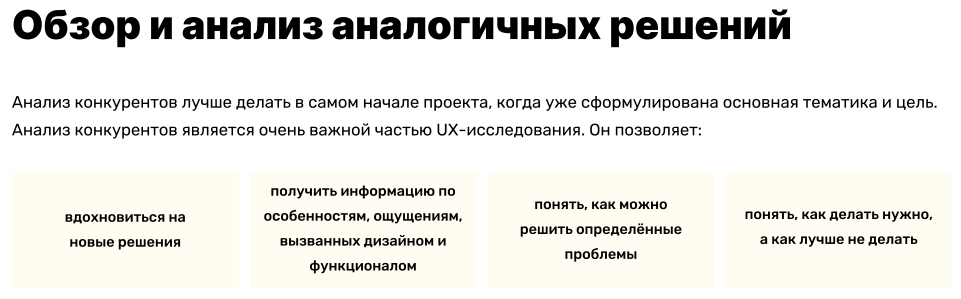 Обзор и анализ аналогичных решений
Анализ конкурентов лучше делать в самом начале проекта, когда уже сформулирована основная тематика и цель.
Анализ конкурентов является очень важной частью UX-исследования. Он позволяет:
вдохновиться на
новые решения
получить информацию по
особенностям, ощущениям,
вызванных дизайном и
функционалом
понять, как можно
решить определённые
проблемы
понять, как делать нужно,
а как лучше не делать